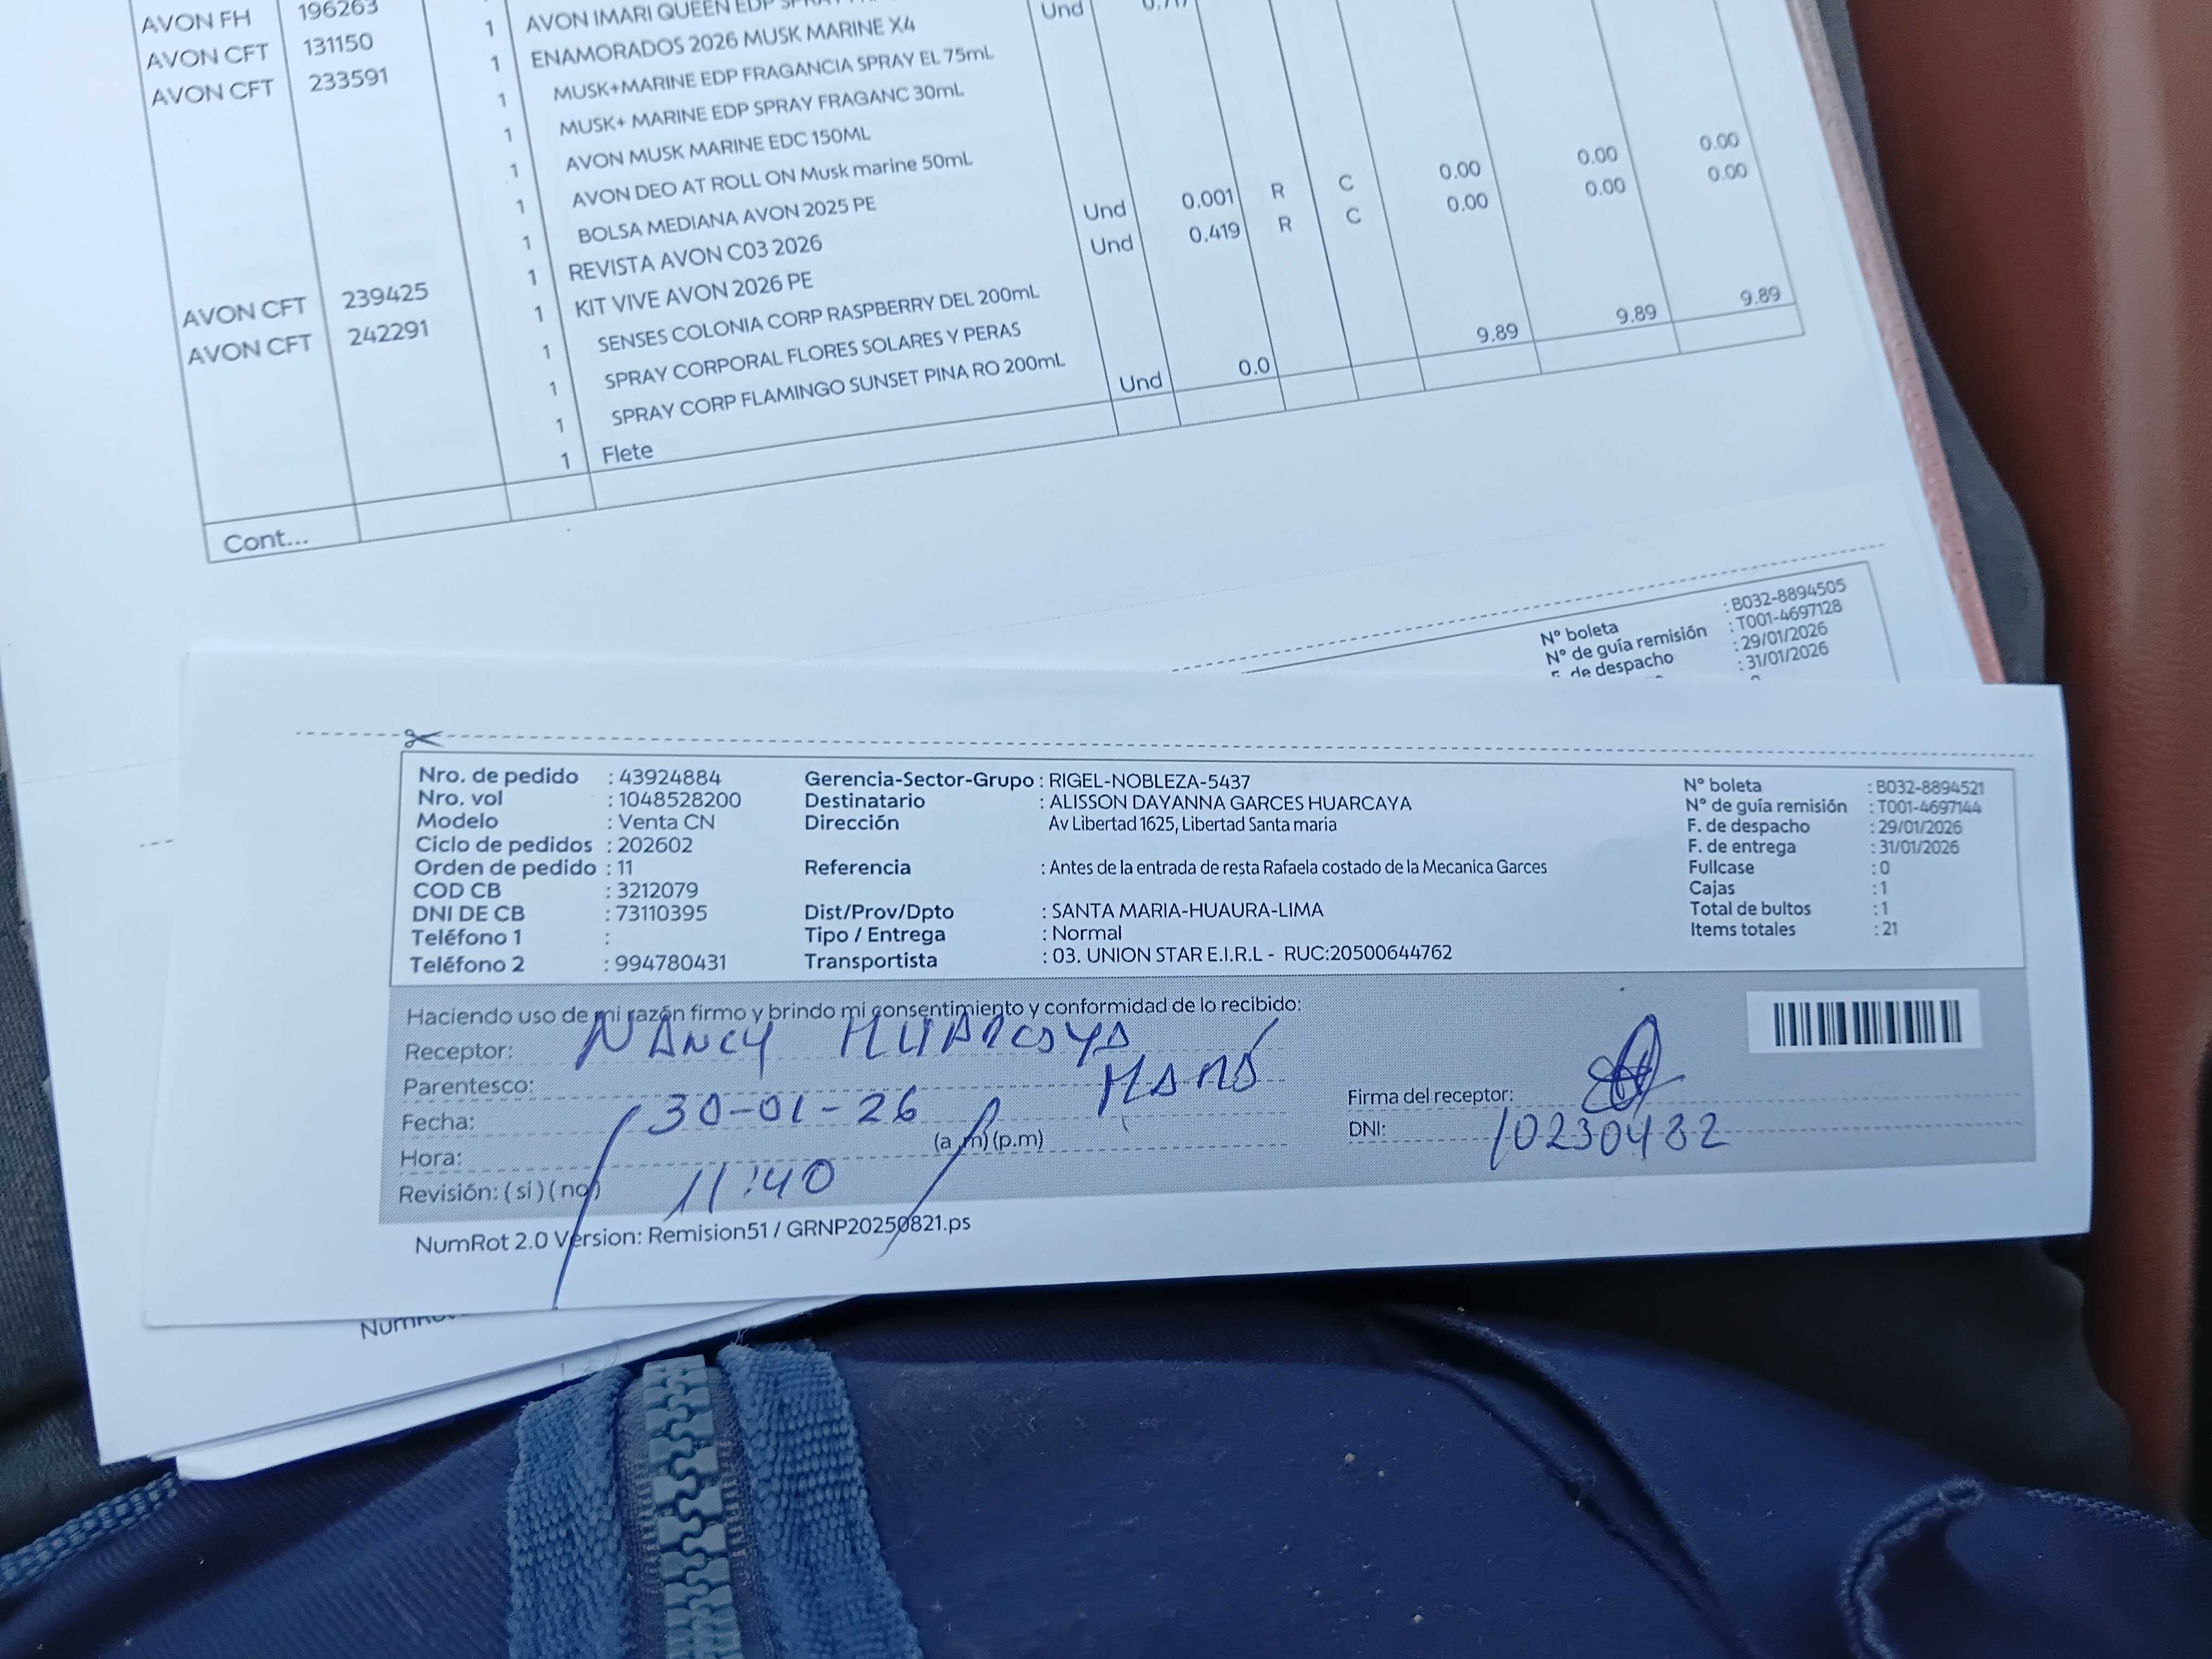 AVON FH 196263 1 AVON IMARI QUEEN EDP Und 0.717
AVON CFT 131150 1 ENAMORADOS 2026 MUSK MARINE X4
AVON CFT 233591 1 MUSK+MARINE EDP FRAGANCIA SPRAY EL 75mL
1 MUSK+ MARINE EDP SPRAY FRAGANC 30mL
1 AVON MUSK MARINE EDC 150ML
1 AVON DEO AT ROLL ON Musk marine 50mL
1 BOLSA MEDIANA AVON 2025 PE
AVON CFT 239425 1 REVISTA AVON C03 2026 Und 0.001 R C 0.00 0.00 0.00
AVON CFT 242291 1 KIT VIVE AVON 2026 PE Und 0.419 R C 0.00 0.00 0.00
1 SENSES COLONIA CORP RASPBERRY DEL 200mL
1 SPRAY CORPORAL FLORES SOLARES Y PERAS
1 SPRAY CORP FLAMINGO SUNSET PINA RO 200mL
1 Flete Und 0.0 9.89 9.89 9.89
Cont...
N° boleta : B032-8894505
N° de guía remisión : T001-4697128
F. de despacho : 29/01/2026
: 31/01/2026
Nro. de pedido : 43924884
Nro. vol : 1048528200
Modelo : Venta CN
Ciclo de pedidos : 202602
Orden de pedido : 11
COD CB : 3212079
DNI DE CB : 73110395
Teléfono 1 :
Teléfono 2 : 994780431
Gerencia-Sector-Grupo : RIGEL-NOBLEZA-5437
Destinatario : ALISSON DAYANNA GARCES HUARCAYA
Dirección Av Libertad 1625, Libertad Santa maria
Referencia : Antes de la entrada de resta Rafaela costado de la Mecanica Garces
Dist/Prov/Dpto : SANTA MARIA-HUAURA-LIMA
Tipo / Entrega : Normal
Transportista : 03. UNION STAR E.I.R.L - RUC:20500644762
N° boleta : B032-8894521
N° de guía remisión : T001-4697144
F. de despacho : 29/01/2026
F. de entrega : 31/01/2026
Fullcase : 0
Cajas : 1
Total de bultos : 1
Items totales : 21
Haciendo uso de mi razón firmo y brindo mi consentimiento y conformidad de lo recibido:
Receptor: NANCY HUARCAYA
Parentesco: MAMÁ
Fecha: 30-01-26
Hora: (a.m) (p.m)
Revisión: ( si ) ( no ) 11:40
Firma del receptor:
DNI: 10230482
NumRot 2.0 Version: Remision51 / GRNP20250821.ps